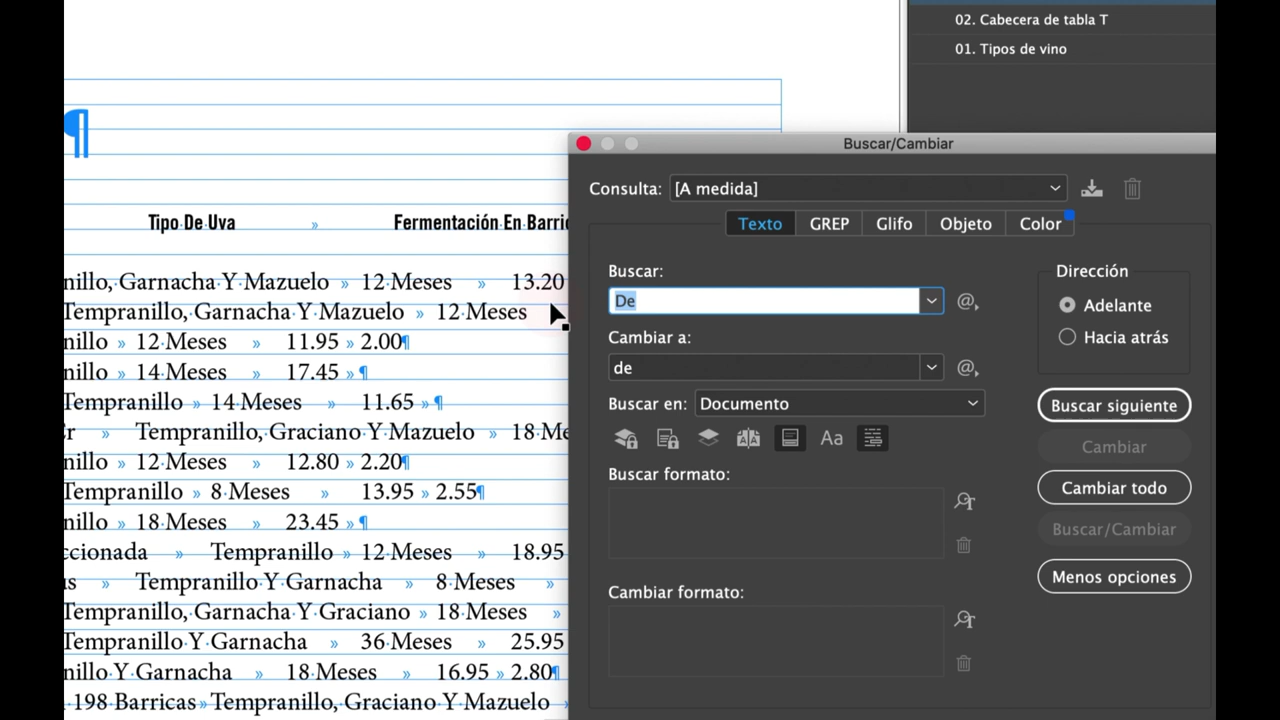 02. Cabecera de tabla T
01. Tipos de vino
¶
Tipo De Uva » Fermentación En Barric
nillo, Garnacha Y Mazuelo » 12 Meses » 13.20
Tempranillo, Garnacha Y Mazuelo » 12 Meses
nillo » 12 Meses » 11.95 » 2.00¶
nillo » 14 Meses » 17.45 » ¶
Tempranillo » 14 Meses » 11.65 » ¶
r » Tempranillo, Graciano Y Mazuelo » 18 Me
nillo » 12 Meses » 12.80 » 2.20¶
Tempranillo » 8 Meses » 13.95 » 2.55¶
nillo » 18 Meses » 23.45 » ¶
ccionada » Tempranillo » 12 Meses » 18.95
as » Tempranillo Y Garnacha » 8 Meses »
Tempranillo, Garnacha Y Graciano » 18 Meses »
Tempranillo Y Garnacha » 36 Meses » 25.95
nillo Y Garnacha » 18 Meses » 16.95 » 2.80¶
198 Barricas » Tempranillo, Graciano Y Mazuelo »
Buscar/Cambiar
Consulta: [A medida]
Texto GREP Glifo Objeto Color
Buscar:
De
Cambiar a:
de
Buscar en: Documento
Aa
Buscar formato:
Cambiar formato:
Dirección
Adelante
Hacia atrás
Buscar siguiente
Cambiar
Cambiar todo
Buscar/Cambiar
Menos opciones